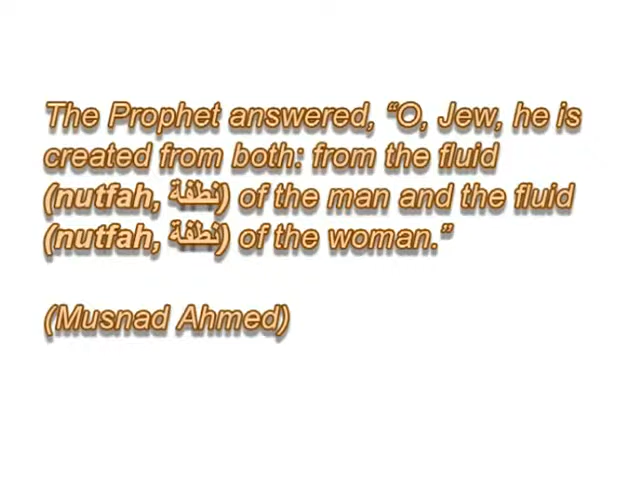 The Prophet answered, “O, Jew, he is
created from both: from the fluid
(nutfah, نطفة) of the man and the fluid
(nutfah, نطفة) of the woman.”
(Musnad Ahmed)